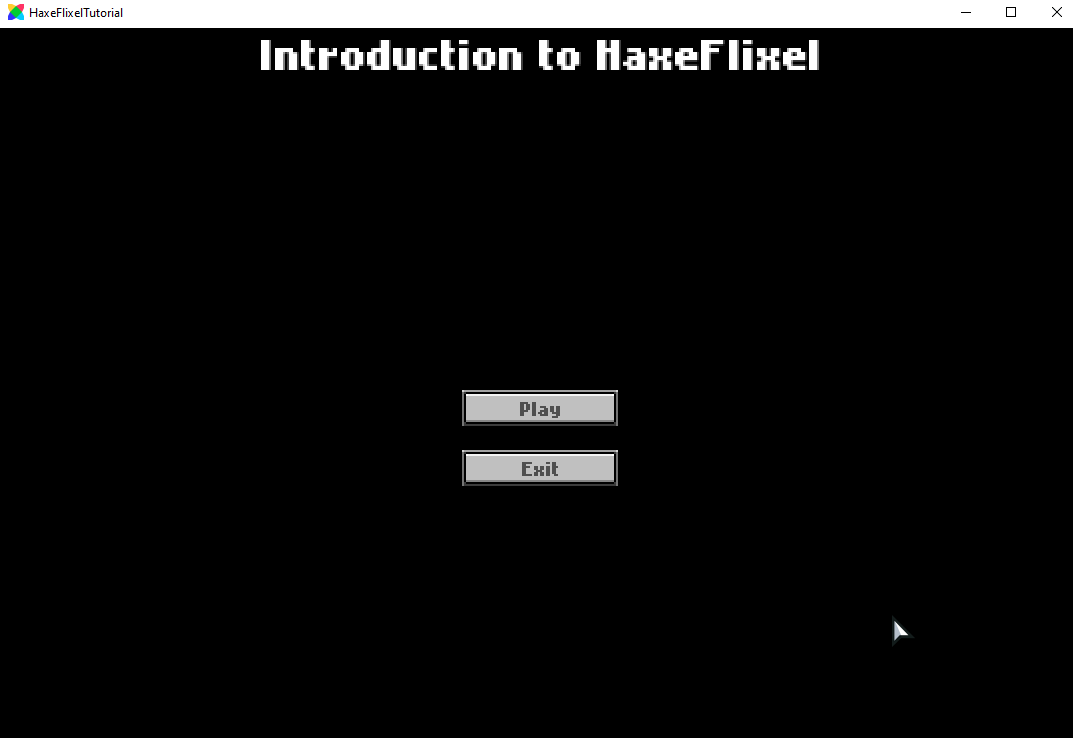 HaxeFlixelTutorial
Introduction to HaxeFlixel
Play
Exit